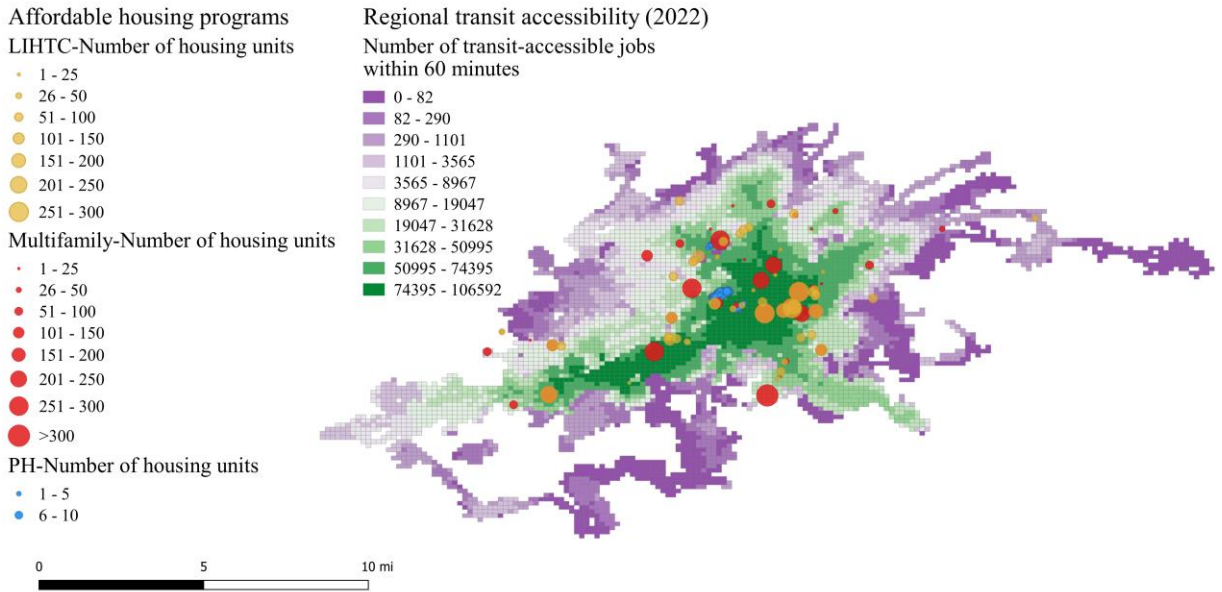 Affordable housing programs
LIHTC-Number of housing units
1 - 25
26 - 50
51 - 100
101 - 150
151 - 200
201 - 250
251 - 300
Multifamily-Number of housing units
1 - 25
26 - 50
51 - 100
101 - 150
151 - 200
201 - 250
251 - 300
>300
PH-Number of housing units
1 - 5
6 - 10
Regional transit accessibility (2022)
Number of transit-accessible jobs
within 60 minutes
0 - 82
82 - 290
290 - 1101
1101 - 3565
3565 - 8967
8967 - 19047
19047 - 31628
31628 - 50995
50995 - 74395
74395 - 106592
0 5 10 mi